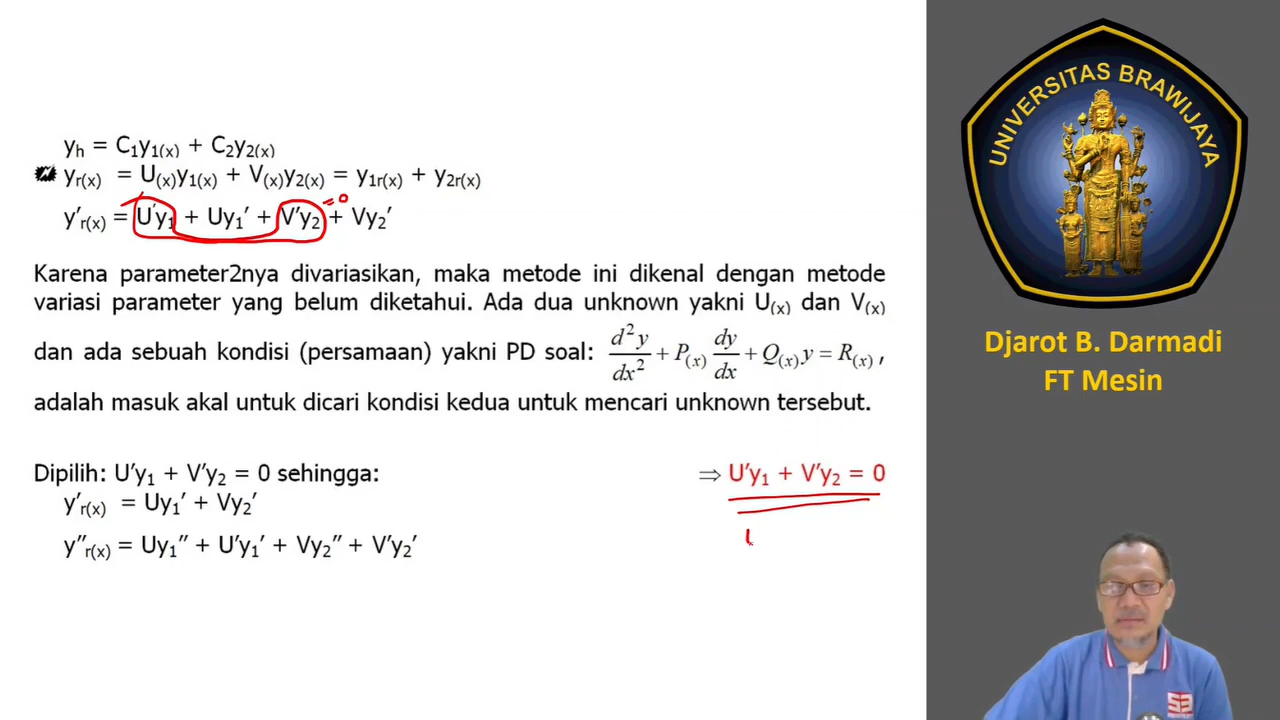 yₕ = C₁y₁₍ₓ₎ + C₂y₂₍ₓ₎
yᵣ₍ₓ₎ = U₍ₓ₎y₁₍ₓ₎ + V₍ₓ₎y₂₍ₓ₎ = y₁ᵣ₍ₓ₎ + y₂ᵣ₍ₓ₎
y′ᵣ₍ₓ₎ = U′y₁ + Uy₁′ + V′y₂ + Vy₂′
=0
Karena parameter2nya divariasikan, maka metode ini dikenal dengan metode
variasi parameter yang belum diketahui. Ada dua unknown yakni U₍ₓ₎ dan V₍ₓ₎
dan ada sebuah kondisi (persamaan) yakni PD soal: d²y/dx² + P₍ₓ₎ dy/dx + Q₍ₓ₎y = R₍ₓ₎,
adalah masuk akal untuk dicari kondisi kedua untuk mencari unknown tersebut.
Dipilih: U′y₁ + V′y₂ = 0 sehingga: ⇒ U′y₁ + V′y₂ = 0
y′ᵣ₍ₓ₎ = Uy₁′ + Vy₂′
y″ᵣ₍ₓ₎ = Uy₁″ + U′y₁′ + Vy₂″ + V′y₂′
UNIVERSITAS BRAWIJAYA
Djarot B. Darmadi
FT Mesin